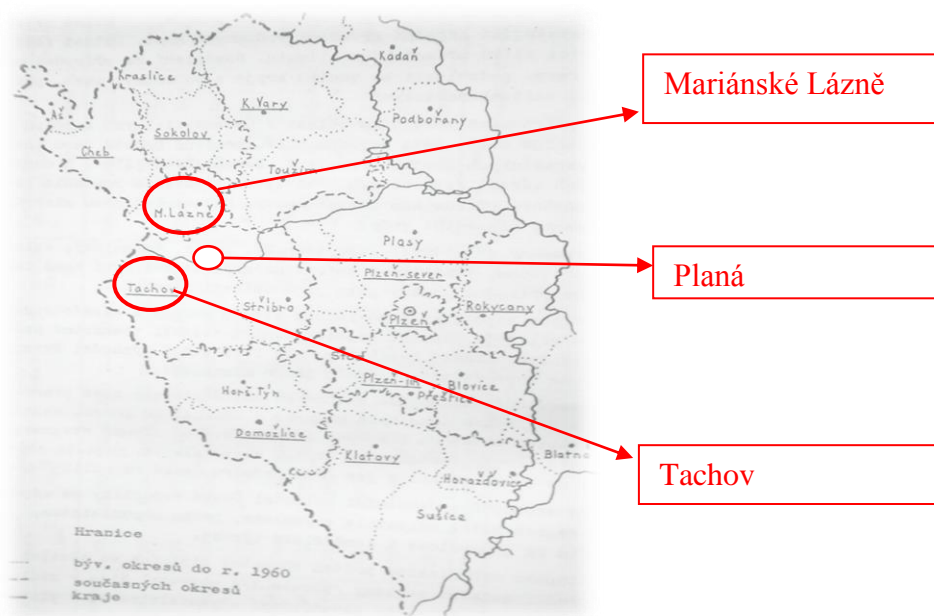 Kadaň
Kraslice
K.Vary
Podbořany
Aš
Sokolov
Cheb
Toužim
M.Lázně
Plasy
Tachov
Plzeň-sever
Stříbro
Plzeň
Rokycany
Stod
Plzeň-jih
Blovice
Přeštice
Horš.Týn
Domažlice
Klatovy
Blatná
Horažďovice
Sušice
Hranice
býv. okresů do r. 1960
současných okresů
kraje
Mariánské Lázně
Planá
Tachov